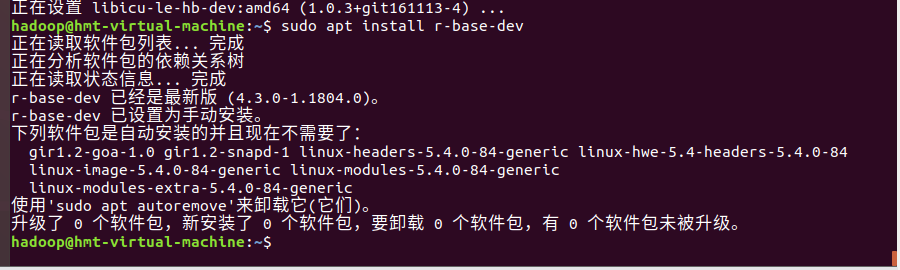 正在设置 libicu-le-hb-dev:amd64 (1.0.3+git161113-4) ...
hadoop@hmt-virtual-machine:~$ sudo apt install r-base-dev
正在读取软件包列表... 完成
正在分析软件包的依赖关系树
正在读取状态信息... 完成
r-base-dev 已经是最新版 (4.3.0-1.1804.0)。
r-base-dev 已设置为手动安装。
下列软件包是自动安装的并且现在不需要了：
  gir1.2-goa-1.0 gir1.2-snapd-1 linux-headers-5.4.0-84-generic linux-hwe-5.4-headers-5.4.0-84
  linux-image-5.4.0-84-generic linux-modules-5.4.0-84-generic
  linux-modules-extra-5.4.0-84-generic
使用'sudo apt autoremove'来卸载它(它们)。
升级了 0 个软件包，新安装了 0 个软件包，要卸载 0 个软件包，有 0 个软件包未被升级。
hadoop@hmt-virtual-machine:~$